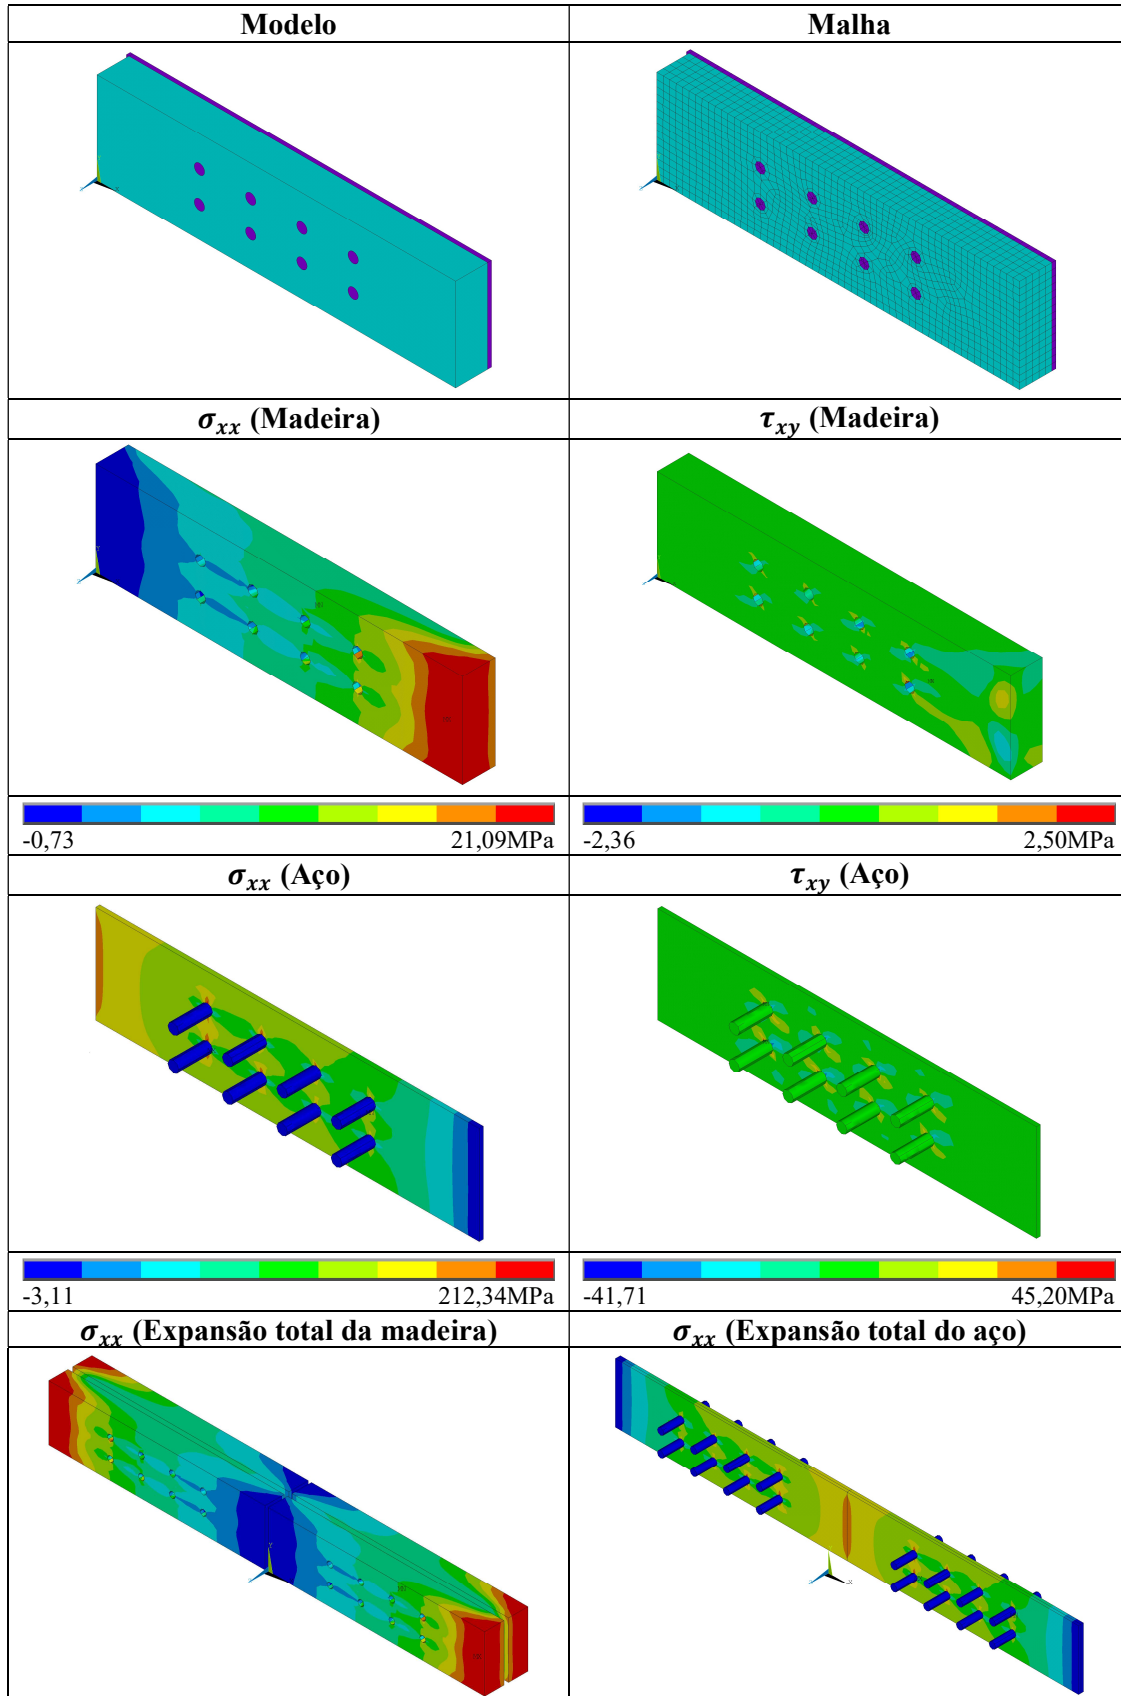 Modelo
Malha
σxx (Madeira)
τxy (Madeira)
-0,73 21,09MPa
-2,36 2,50MPa
σxx (Aço)
τxy (Aço)
-3,11 212,34MPa
-41,71 45,20MPa
σxx (Expansão total da madeira)
σxx (Expansão total do aço)